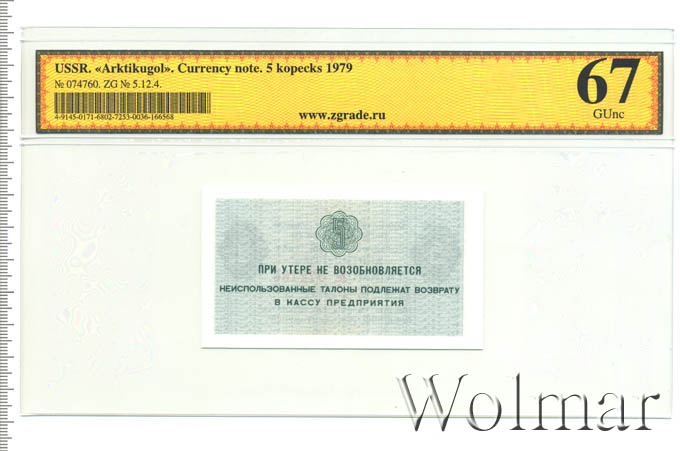 USSR. «Arktikugol». Currency note. 5 kopecks 1979
№ 074760. ZG № 5.12.4.
4-9145-0171-6802-7253-0036-166568
www.zgrade.ru
67
GUnc
5
ПРИ УТЕРЕ НЕ ВОЗОБНОВЛЯЕТСЯ
НЕИСПОЛЬЗОВАННЫЕ ТАЛОНЫ ПОДЛЕЖАТ ВОЗВРАТУ
В КАССУ ПРЕДПРИЯТИЯ
Wolmar